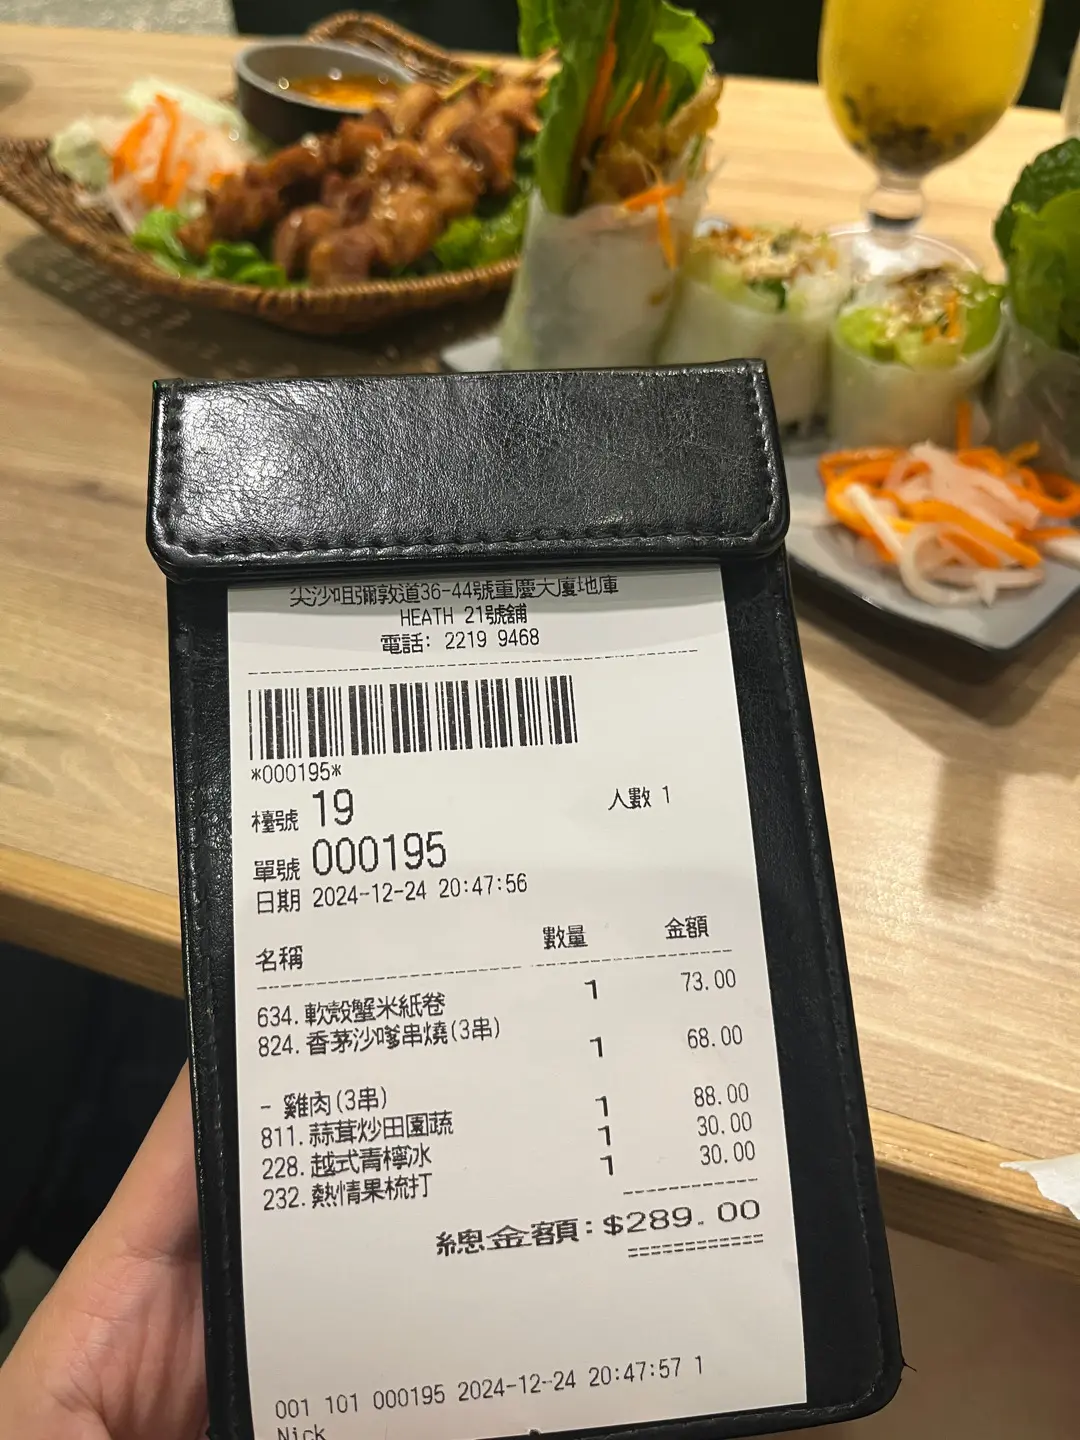 尖沙咀彌敦道36-44號重慶大廈地庫
HEATH 21號舖
電話: 2219 9468
*000195*
檯號 19 人數 1
單號 000195
日期 2024-12-24 20:47:56
名稱 數量 金額
634. 軟殼蟹米紙卷 1 73.00
824. 香茅沙嗲串燒(3串) 1 68.00
- 雞肉(3串)
811. 蒜茸炒田園蔬 1 88.00
228. 越式青檸冰 1 30.00
232. 熱情果梳打 1 30.00
總金額: $289.00
001 101 000195 2024-12-24 20:47:57 1
Nick